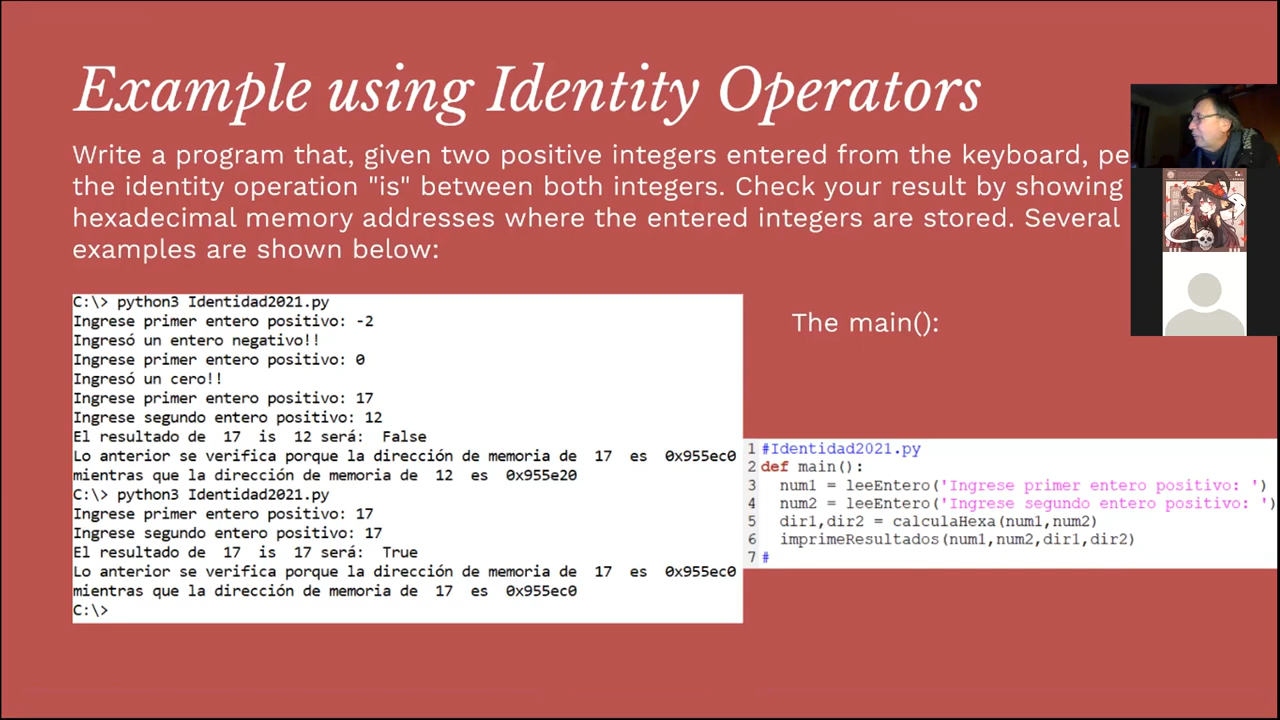 Example using Identity Operators
Write a program that, given two positive integers entered from the keyboard, pe
the identity operation "is" between both integers. Check your result by showing
hexadecimal memory addresses where the entered integers are stored. Several
examples are shown below:
C:\> python3 Identidad2021.py
Ingrese primer entero positivo: -2
Ingresó un entero negativo!!
Ingrese primer entero positivo: 0
Ingresó un cero!!
Ingrese primer entero positivo: 17
Ingrese segundo entero positivo: 12
El resultado de  17  is  12 será:  False
Lo anterior se verifica porque la dirección de memoria de  17  es  0x955ec0
mientras que la dirección de memoria de  12  es  0x955e20
C:\> python3 Identidad2021.py
Ingrese primer entero positivo: 17
Ingrese segundo entero positivo: 17
El resultado de  17  is  17 será:  True
Lo anterior se verifica porque la dirección de memoria de  17  es  0x955ec0
mientras que la dirección de memoria de  17  es  0x955ec0
C:\>
The main():
1 #Identidad2021.py
2 def main():
3   num1 = leeEntero('Ingrese primer entero positivo: ')
4   num2 = leeEntero('Ingrese segundo entero positivo: ')
5   dir1,dir2 = calculaHexa(num1,num2)
6   imprimeResultados(num1,num2,dir1,dir2)
7 #